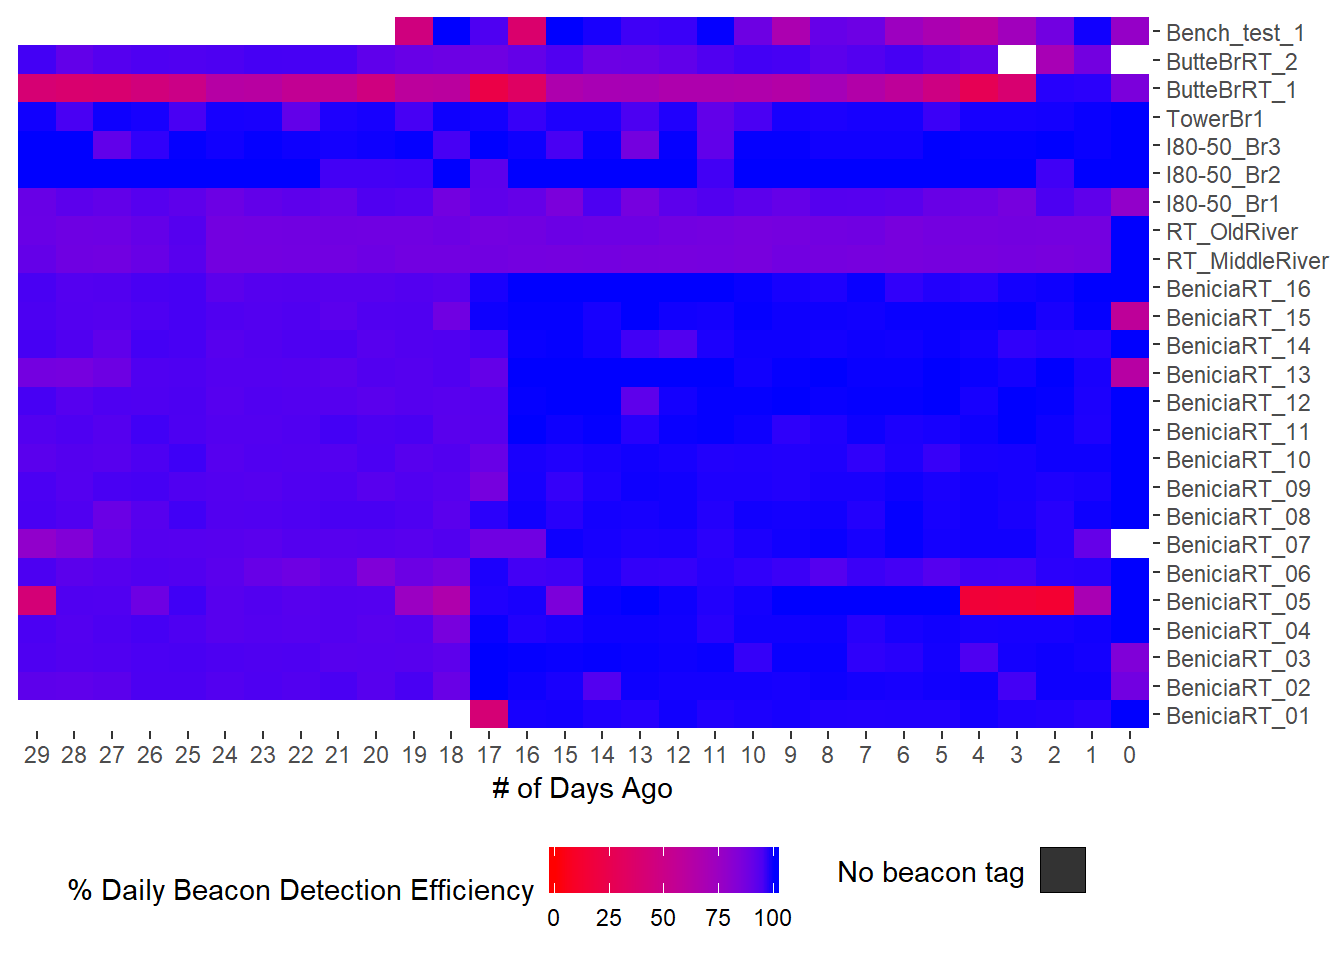 Bench_test_1
ButteBrRT_2
ButteBrRT_1
TowerBr1
I80-50_Br3
I80-50_Br2
I80-50_Br1
RT_OldRiver
RT_MiddleRiver
BeniciaRT_16
BeniciaRT_15
BeniciaRT_14
BeniciaRT_13
BeniciaRT_12
BeniciaRT_11
BeniciaRT_10
BeniciaRT_09
BeniciaRT_08
BeniciaRT_07
BeniciaRT_06
BeniciaRT_05
BeniciaRT_04
BeniciaRT_03
BeniciaRT_02
BeniciaRT_01
29 28 27 26 25 24 23 22 21 20 19 18 17 16 15 14 13 12 11 10 9 8 7 6 5 4 3 2 1 0
# of Days Ago
% Daily Beacon Detection Efficiency
0 25 50 75 100
No beacon tag